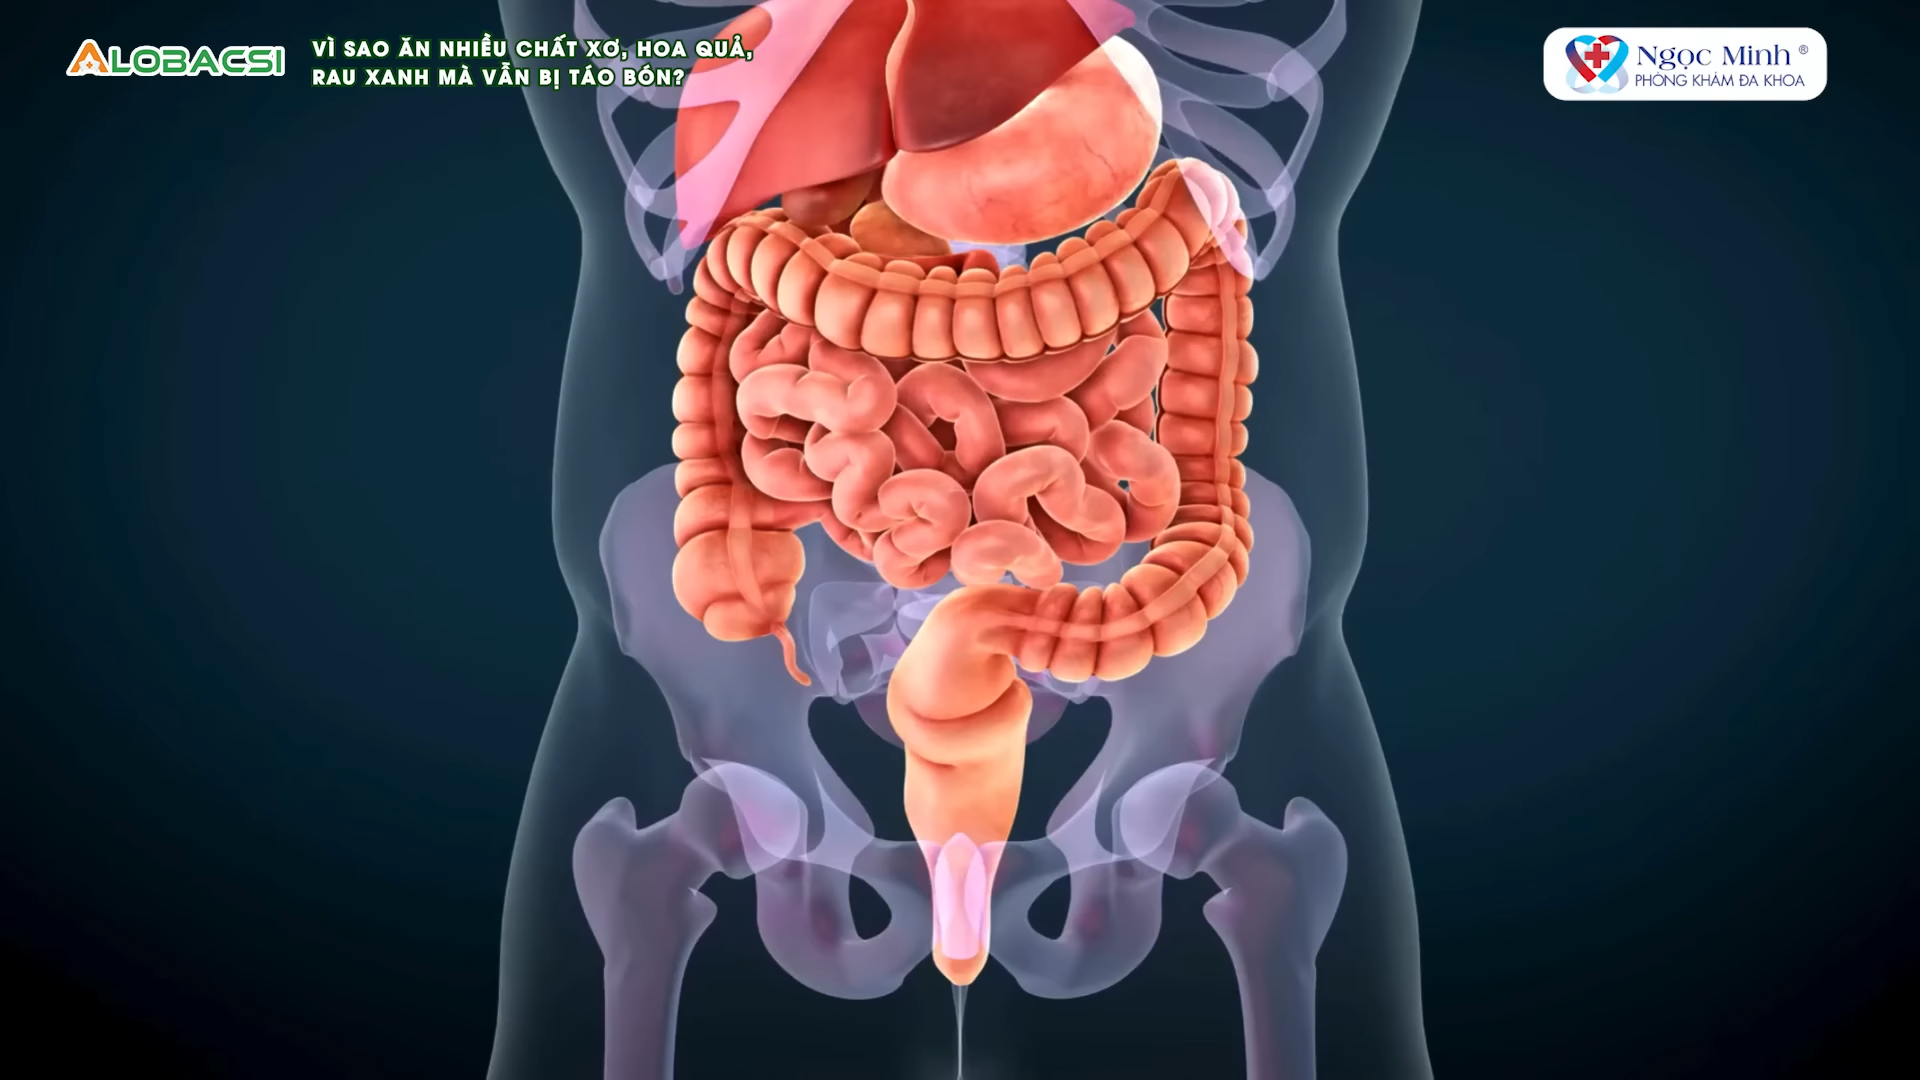 ALOBACSI
VÌ SAO ĂN NHIỀU CHẤT XƠ, HOA QUẢ,
RAU XANH MÀ VẪN BỊ TÁO BÓN?
Ngọc Minh ®
PHÒNG KHÁM ĐA KHOA